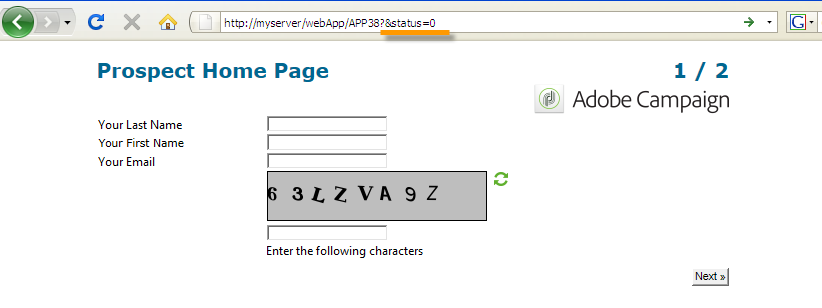 http://myserver/webApp/APP38?&status=0
G
Prospect Home Page 1 / 2
Adobe Campaign
Your Last Name
Your First Name
Your Email
6 3 L Z V A 9 Z
Enter the following characters
Next »